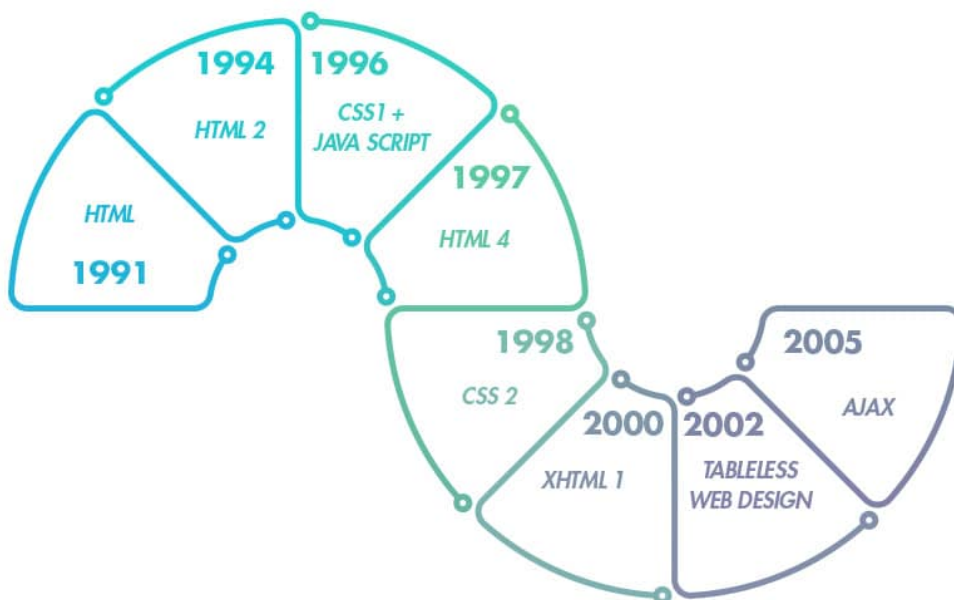 HTML
1991
1994
HTML 2
1996
CSS1 +
JAVA SCRIPT
1997
HTML 4
1998
CSS 2
2000
XHTML 1
2002
TABLELESS
WEB DESIGN
2005
AJAX